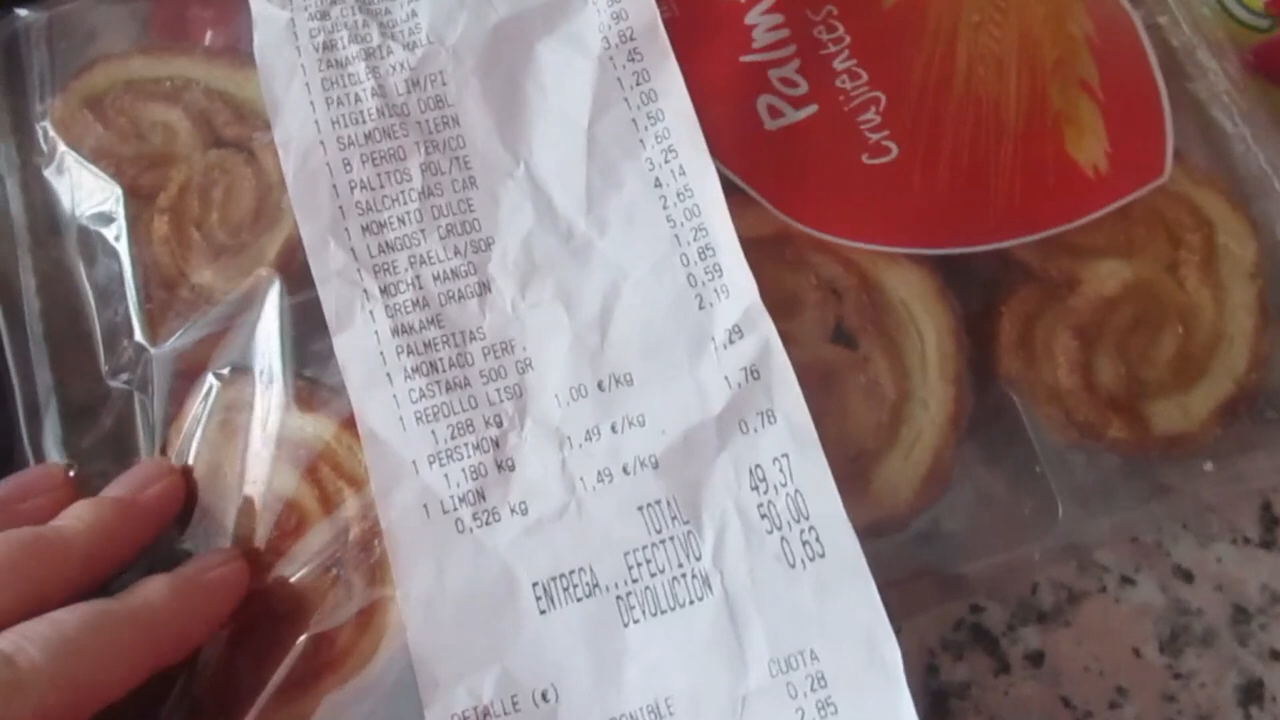 CHULETA AGUJA
1 VARIADO SETAS
1 ZANAHORIA MALL
1 CHICLES XXL
1 PATATAS LIM/PI 0,90
1 HIGIENICO DOBL 3,82
1 SALMONES TIERN 1,45
1 B PERRO TER/CO 1,20
1 PALITOS POL/TE 1,00
1 SALCHICHAS CAR 1,50
1 MOMENTO DULCE 1,60
1 LANGOST CRUDO 3,25
1 PRE.PAELLA/SOP 4,14
1 MOCHI MANGO 2,65
1 CREMA DRAGON 5,00
1 WAKAME 1,25
1 PALMERITAS 0,85
1 AMONIACO PERF. 0,59
1 CASTAÑA 500 GR 2,19
1 REPOLLO LISO
1,288 kg 1,00 €/kg 1,29
1 PERSIMON
1,180 kg 1,49 €/kg 1,76
1 LIMON
0,526 kg 1,49 €/kg 0,78
TOTAL 49,37
ENTREGA...EFECTIVO 50,00
DEVOLUCIÓN 0,63
DETALLE (€) CUOTA
0,28
2,85
Palm
crujientes